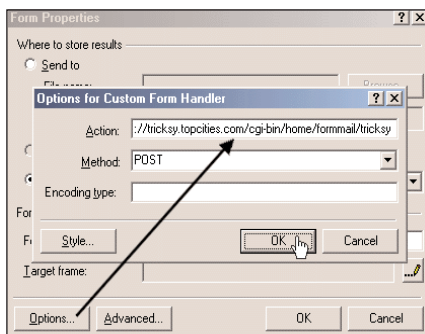 Form Properties
Where to store results
Send to
Options for Custom Form Handler
Action: ://tricksy.topcities.com/cgi-bin/home/formmail/tricksy
Method: POST
Encoding type:
Style... OK Cancel
Target frame:
Options... Advanced... OK Cancel